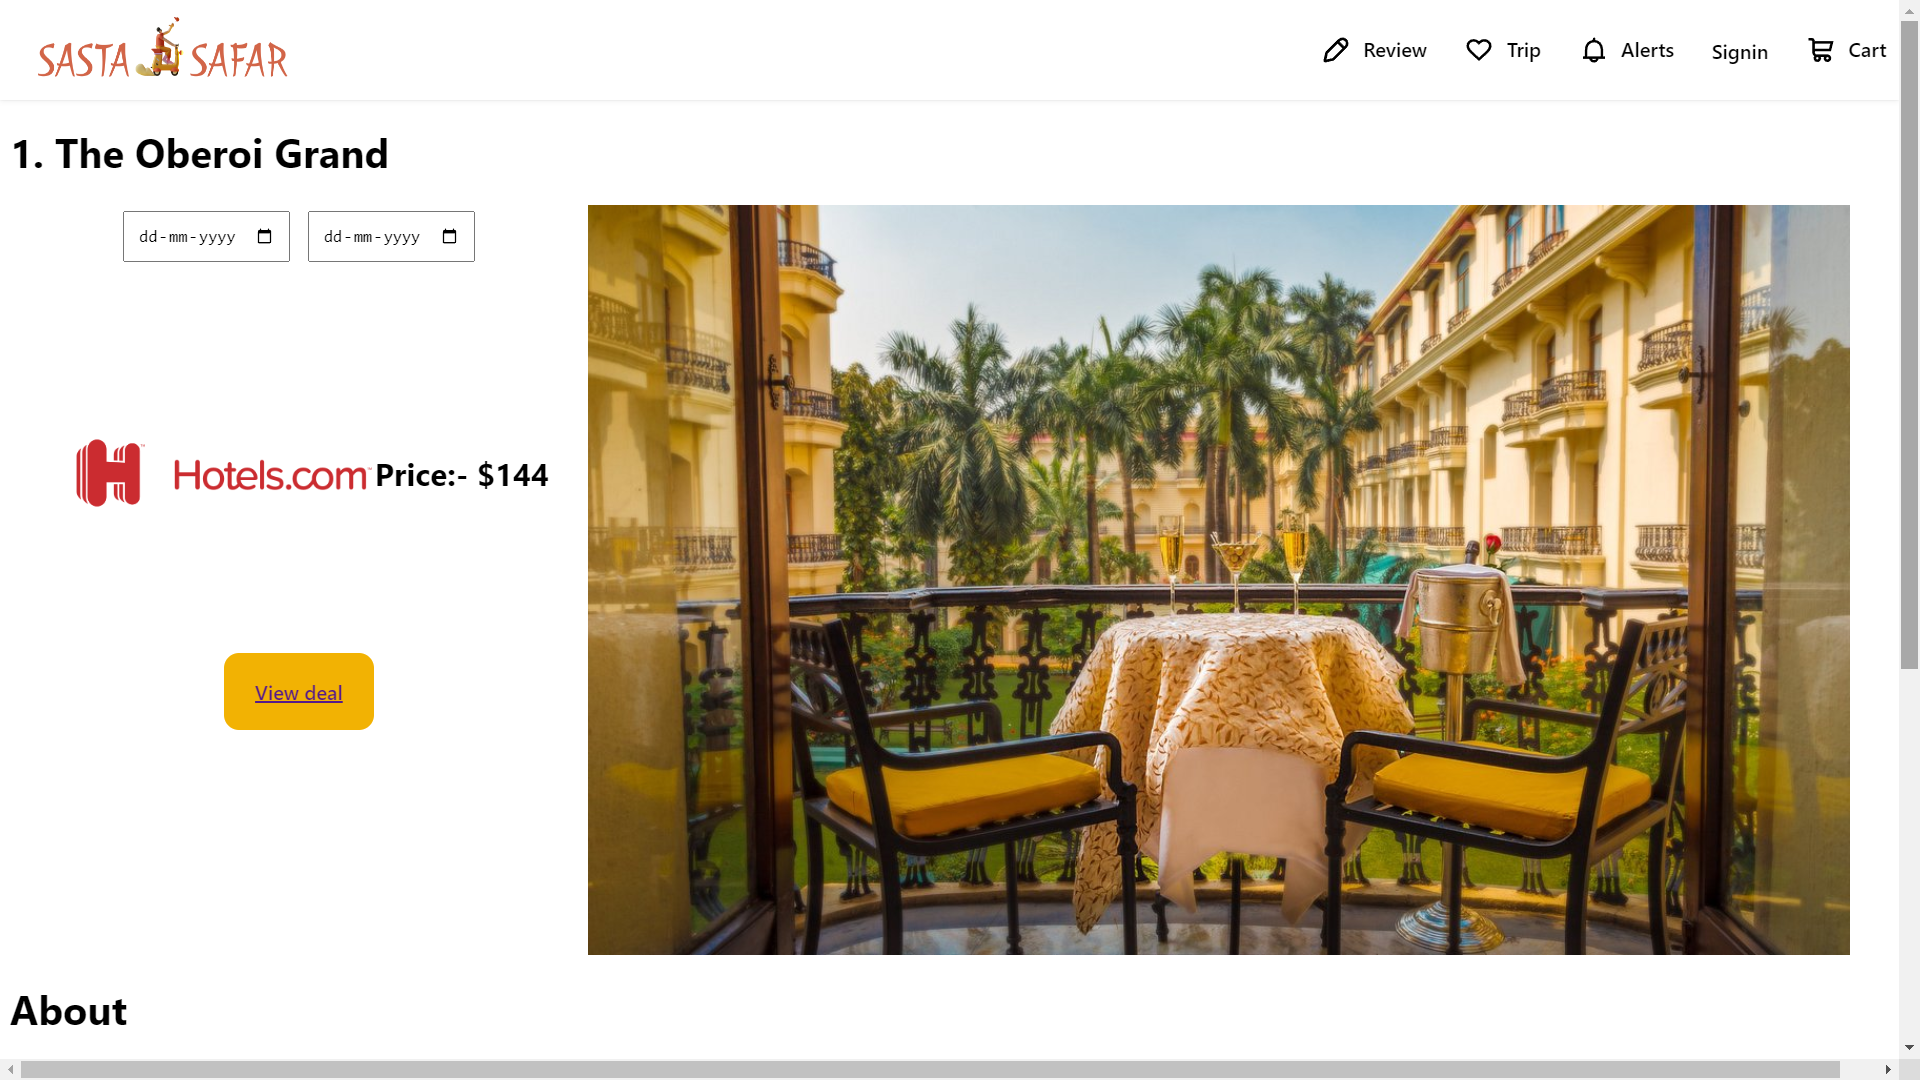 SASTA SAFAR
Review
Trip
Alerts
Signin
Cart
1. The Oberoi Grand
dd-mm-yyyy
dd-mm-yyyy
Hotels.com Price:- $144
View deal
About